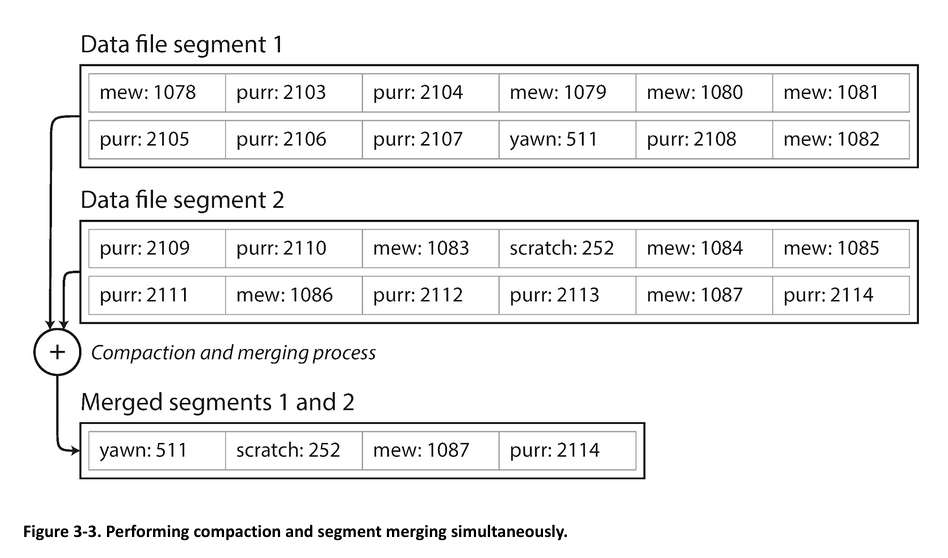 Data file segment 1
mew: 1078 purr: 2103 purr: 2104 mew: 1079 mew: 1080 mew: 1081
purr: 2105 purr: 2106 purr: 2107 yawn: 511 purr: 2108 mew: 1082
Data file segment 2
purr: 2109 purr: 2110 mew: 1083 scratch: 252 mew: 1084 mew: 1085
purr: 2111 mew: 1086 purr: 2112 purr: 2113 mew: 1087 purr: 2114
+ Compaction and merging process
Merged segments 1 and 2
yawn: 511 scratch: 252 mew: 1087 purr: 2114
Figure 3-3. Performing compaction and segment merging simultaneously.